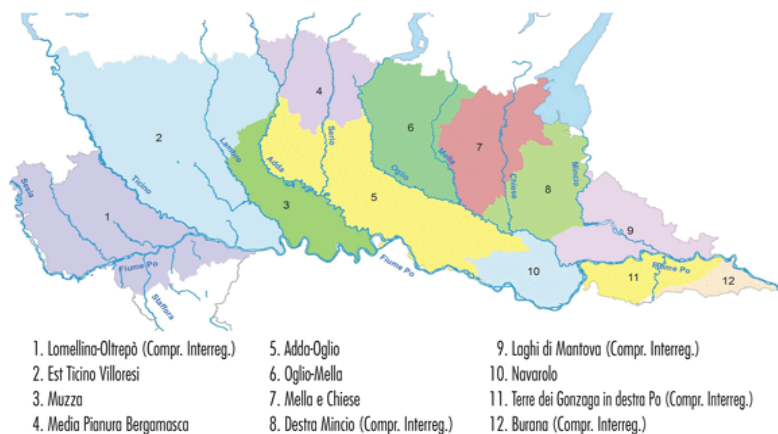 4
2
6
Serio
Lambro
Mella
7
Adda
Oglio
Chiese
Mincio
8
Sesia
Ticino
5
3
1
9
Fiume Po
Fiume Po
10
Fiume Po
11
12
Staffora
1. Lomellina-Oltrepò (Compr. Interreg.)
2. Est Ticino Villoresi
3. Muzza
4. Media Pianura Bergamasca
5. Adda-Oglio
6. Oglio-Mella
7. Mella e Chiese
8. Destra Mincio (Compr. Interreg.)
9. Laghi di Mantova (Compr. Interreg.)
10. Navarolo
11. Terre dei Gonzaga in destra Po (Compr. Interreg.)
12. Burana (Compr. Interreg.)